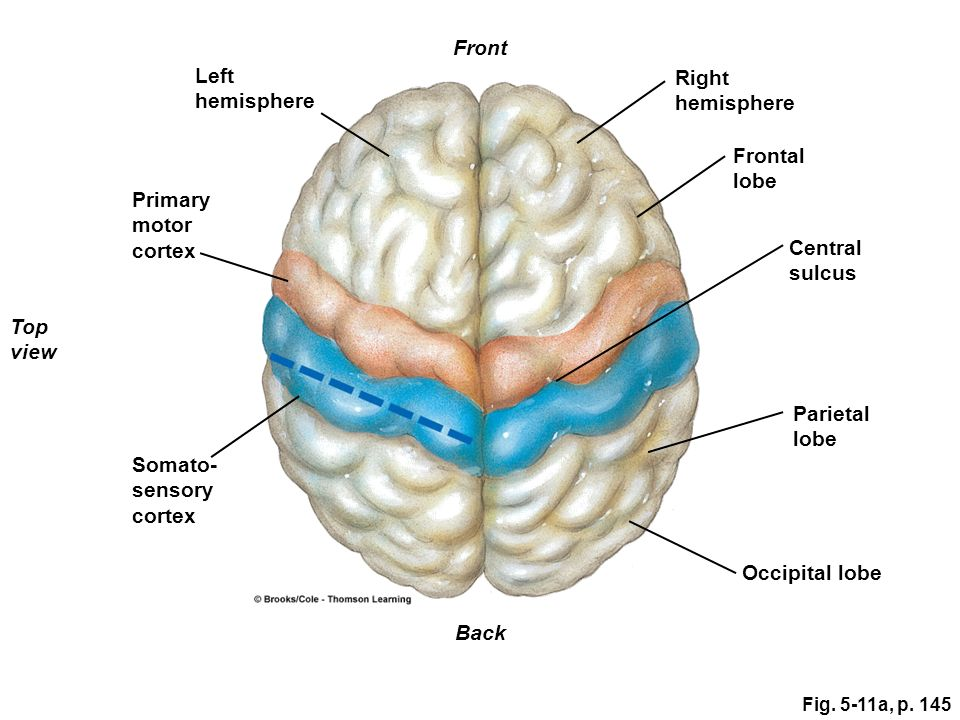 Front
Left
hemisphere
Right
hemisphere
Frontal
lobe
Primary
motor
cortex
Central
sulcus
Top
view
Parietal
lobe
Somato-
sensory
cortex
Occipital lobe
© Brooks/Cole - Thomson Learning
Back
Fig. 5-11a, p. 145